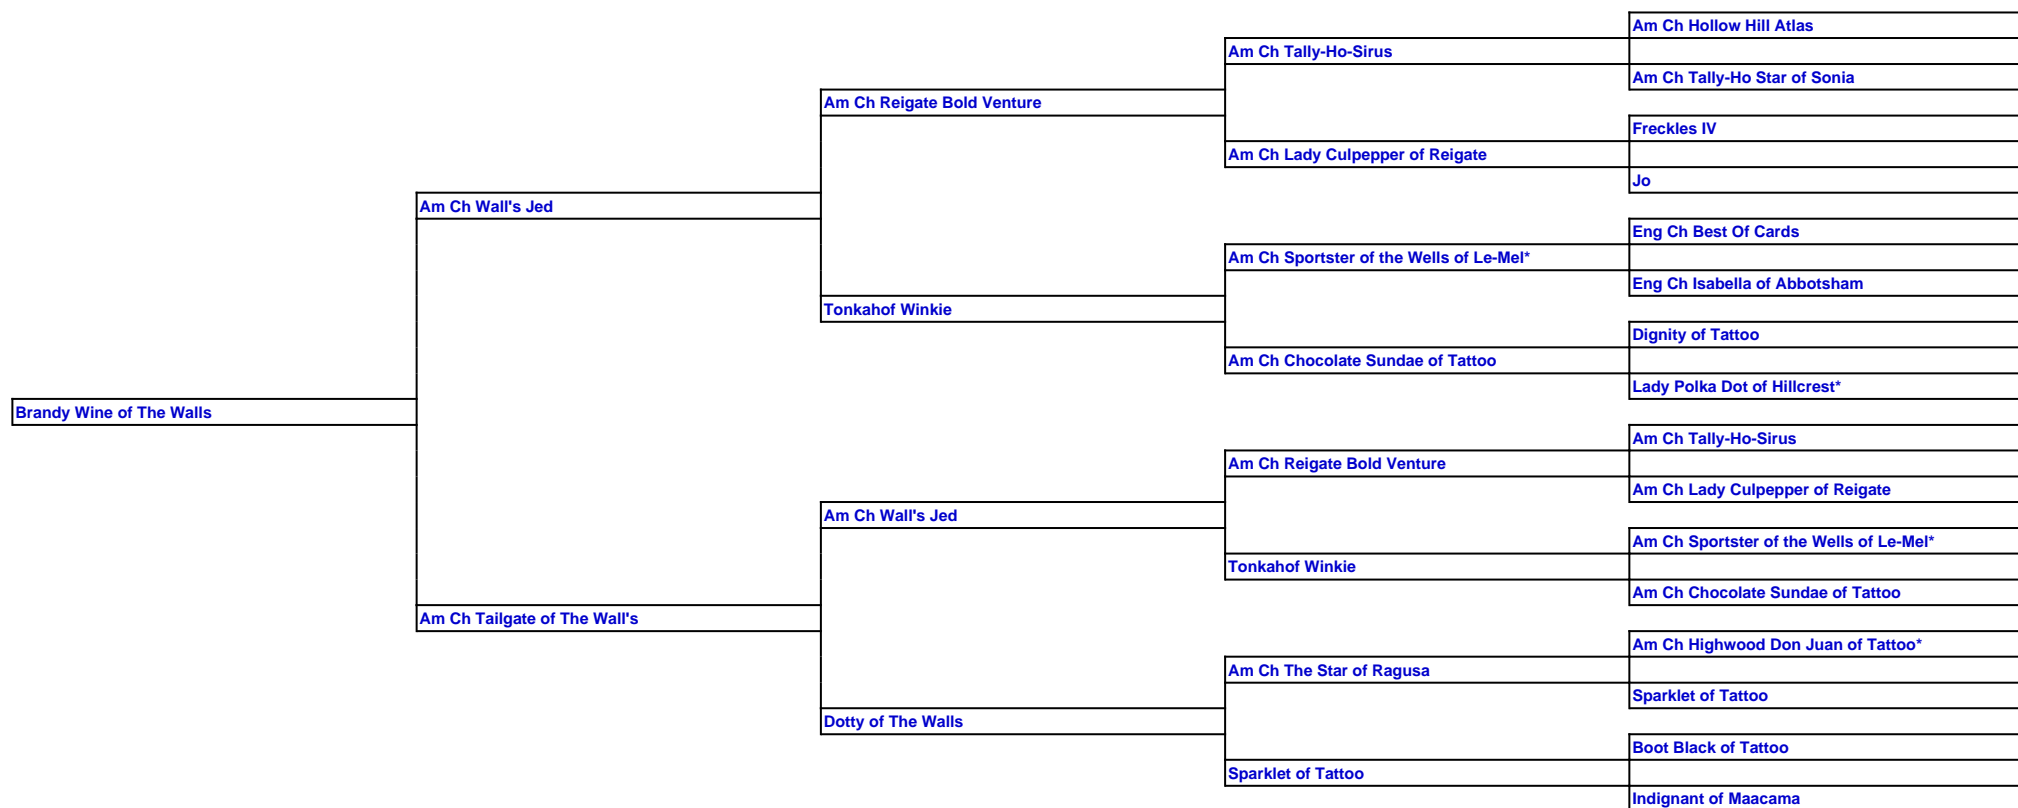 Am Ch Hollow Hill Atlas
Am Ch Tally-Ho-Sirus
Am Ch Tally-Ho Star of Sonia
Am Ch Reigate Bold Venture
Freckles IV
Am Ch Lady Culpepper of Reigate
Jo
Am Ch Wall's Jed
Eng Ch Best Of Cards
Am Ch Sportster of the Wells of Le-Mel*
Eng Ch Isabella of Abbotsham
Tonkahof Winkie
Dignity of Tattoo
Am Ch Chocolate Sundae of Tattoo
Lady Polka Dot of Hillcrest*
Brandy Wine of The Walls
Am Ch Tally-Ho-Sirus
Am Ch Reigate Bold Venture
Am Ch Lady Culpepper of Reigate
Am Ch Wall's Jed
Am Ch Sportster of the Wells of Le-Mel*
Tonkahof Winkie
Am Ch Chocolate Sundae of Tattoo
Am Ch Tailgate of The Wall's
Am Ch Highwood Don Juan of Tattoo*
Am Ch The Star of Ragusa
Sparklet of Tattoo
Dotty of The Walls
Boot Black of Tattoo
Sparklet of Tattoo
Indignant of Maacama